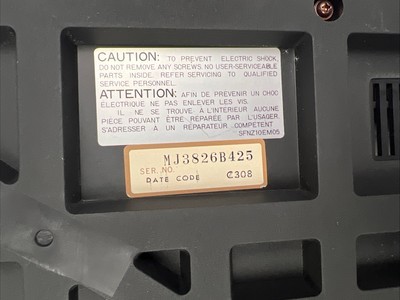 CAUTION: TO PREVENT ELECTRIC SHOCK,
DO NOT REMOVE ANY SCREWS. NO USER-SERVICEABLE
PARTS INSIDE. REFER SERVICING TO QUALIFIED
SERVICE PERSONNEL.
ATTENTION: AFIN DE PRÉVENIR UN CHOC
ÉLECTRIQUE NE PAS ENLEVER LES VIS.
IL NE SE TROUVE À L'INTERIEUR AUCUNE
PIÈCE POUVANT ÊTRE RÉPARÉE PAR L'USAGER.
S'ADRESSER A UN RÉPARATEUR COMPETENT
SFNZ10EM05
MJ3826B425
SER. NO.
DATE CODE C308